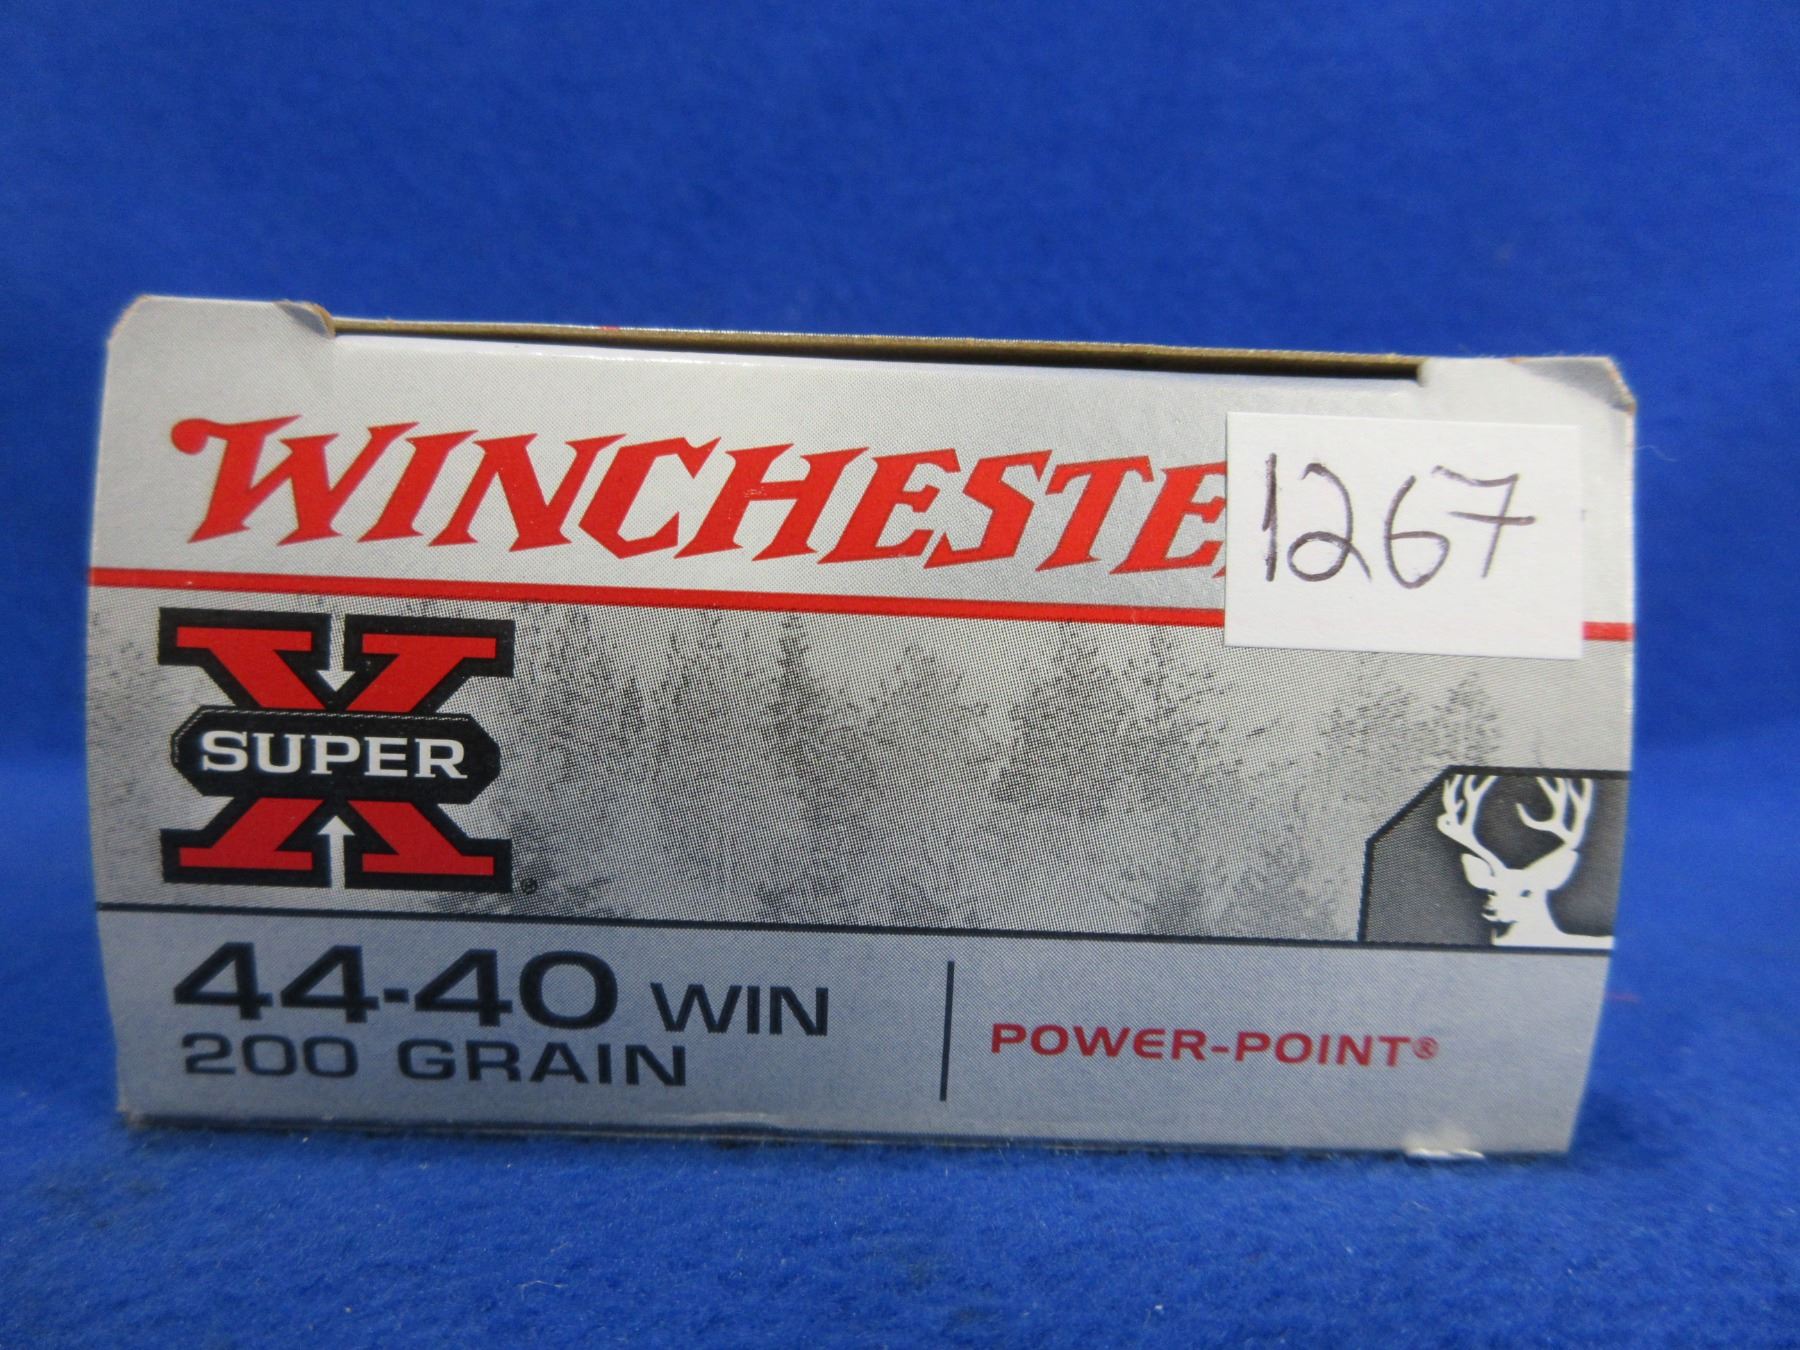 WINCHESTE
1267
X
SUPER
44-40 WIN
200 GRAIN
POWER-POINT®